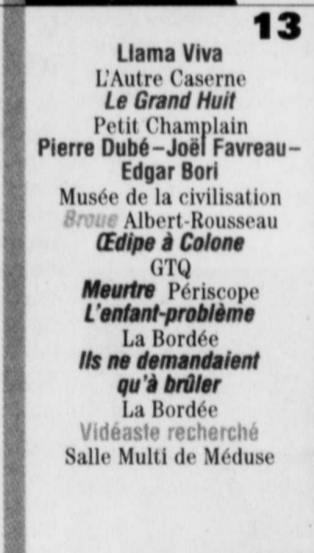 13
Llama Viva
L'Autre Caserne
Le Grand Huit
Petit Champlain
Pierre Dubé–Joël Favreau–
Edgar Bori
Musée de la civilisation
Broue Albert-Rousseau
Œdipe à Colone
GTQ
Meurtre Périscope
L'enfant-problème
La Bordée
Ils ne demandaient
qu'à brûler
La Bordée
Vidéaste recherché
Salle Multi de Méduse